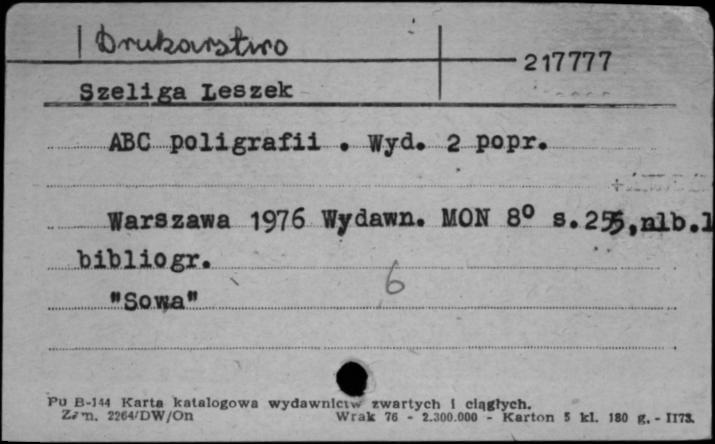 Drukarstwo
217777
Szeliga Leszek
ABC poligrafii . Wyd. 2 popr.
Warszawa 1976 Wydawn. MON 8° s.255,nlb.1
bibliogr.
"Sowa"
6
Pu B-144 Karta katalogowa wydawnictw zwartych i ciągłych.
Zam. 2264/DW/On Wrak 76 - 2.300.000 - Karton 5 kl. 180 g. - II73.